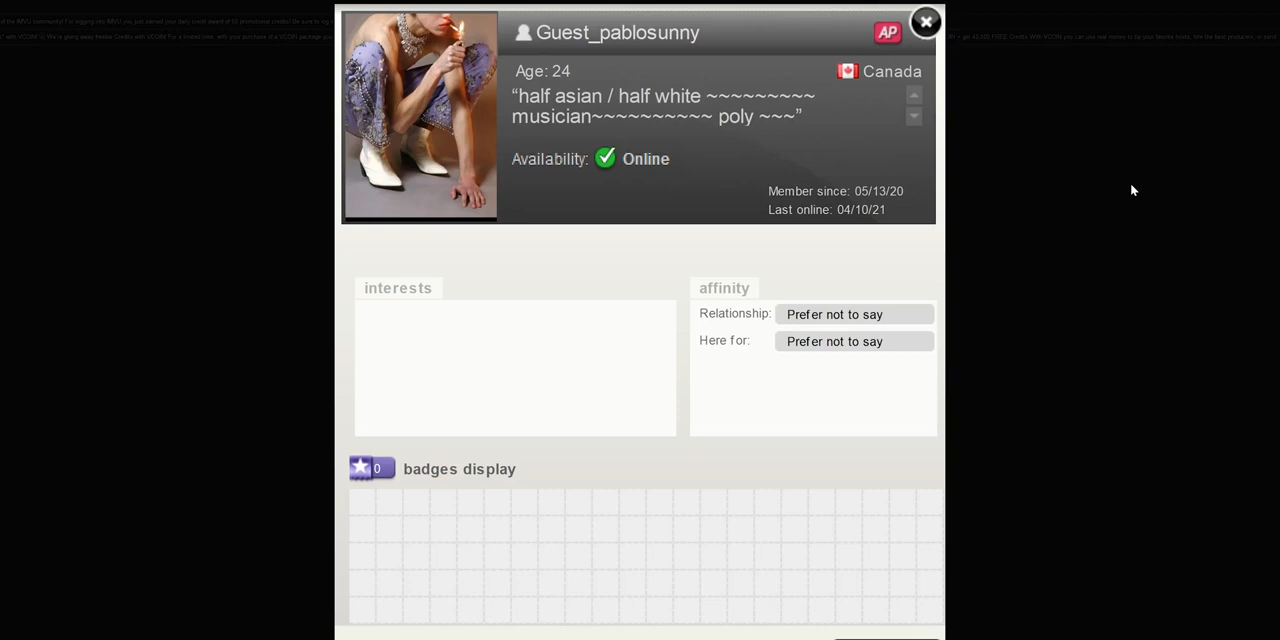 Guest_pablosunny
AP
Age: 24
Canada
“half asian / half white ~~~~~~~~~
musician~~~~~~~~~~ poly ~~~”
Availability: Online
Member since: 05/13/20
Last online: 04/10/21
interests
affinity
Relationship: Prefer not to say
Here for: Prefer not to say
0 badges display